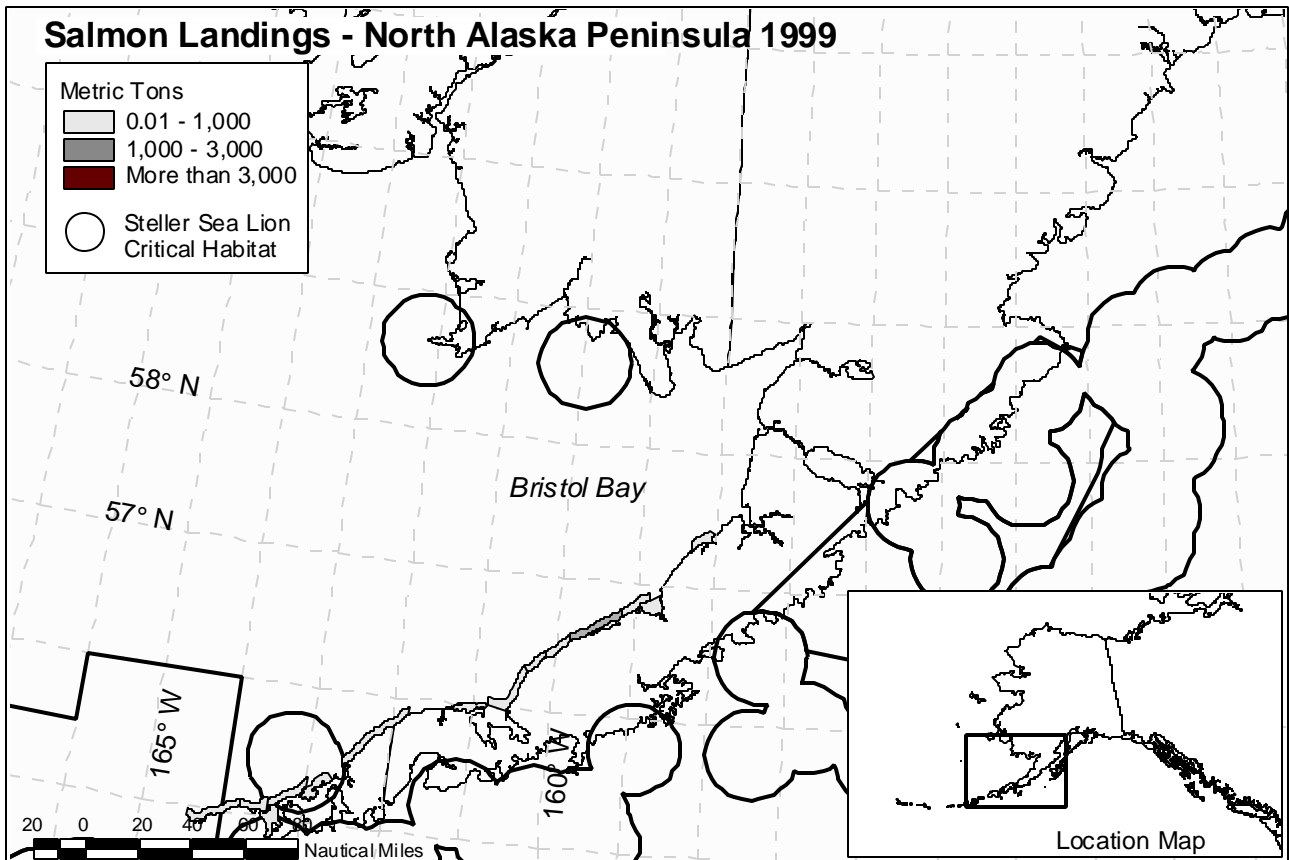 Salmon Landings - North Alaska Peninsula 1999
Metric Tons
0.01 - 1,000
1,000 - 3,000
More than 3,000
Steller Sea Lion
Critical Habitat
58° N
57° N
Bristol Bay
165° W
160° W
20 0 20 40 60 80
Nautical Miles
Location Map